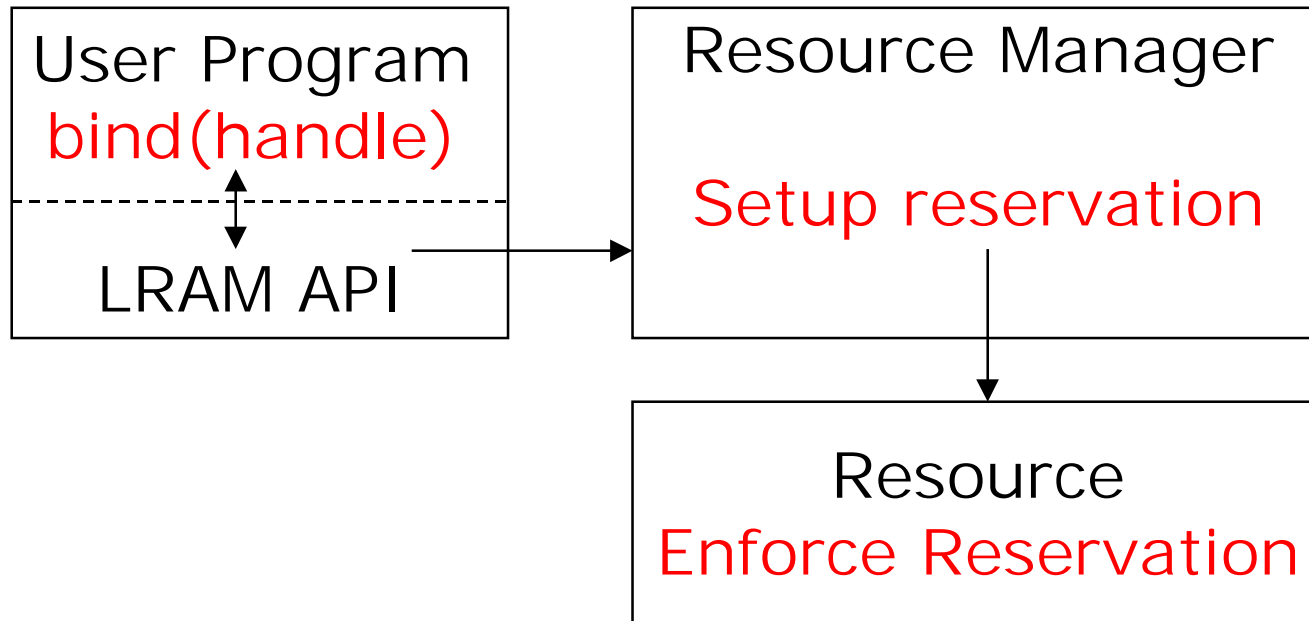 User Program
bind(handle)
LRAM API
Resource Manager
Setup reservation
Resource
Enforce Reservation